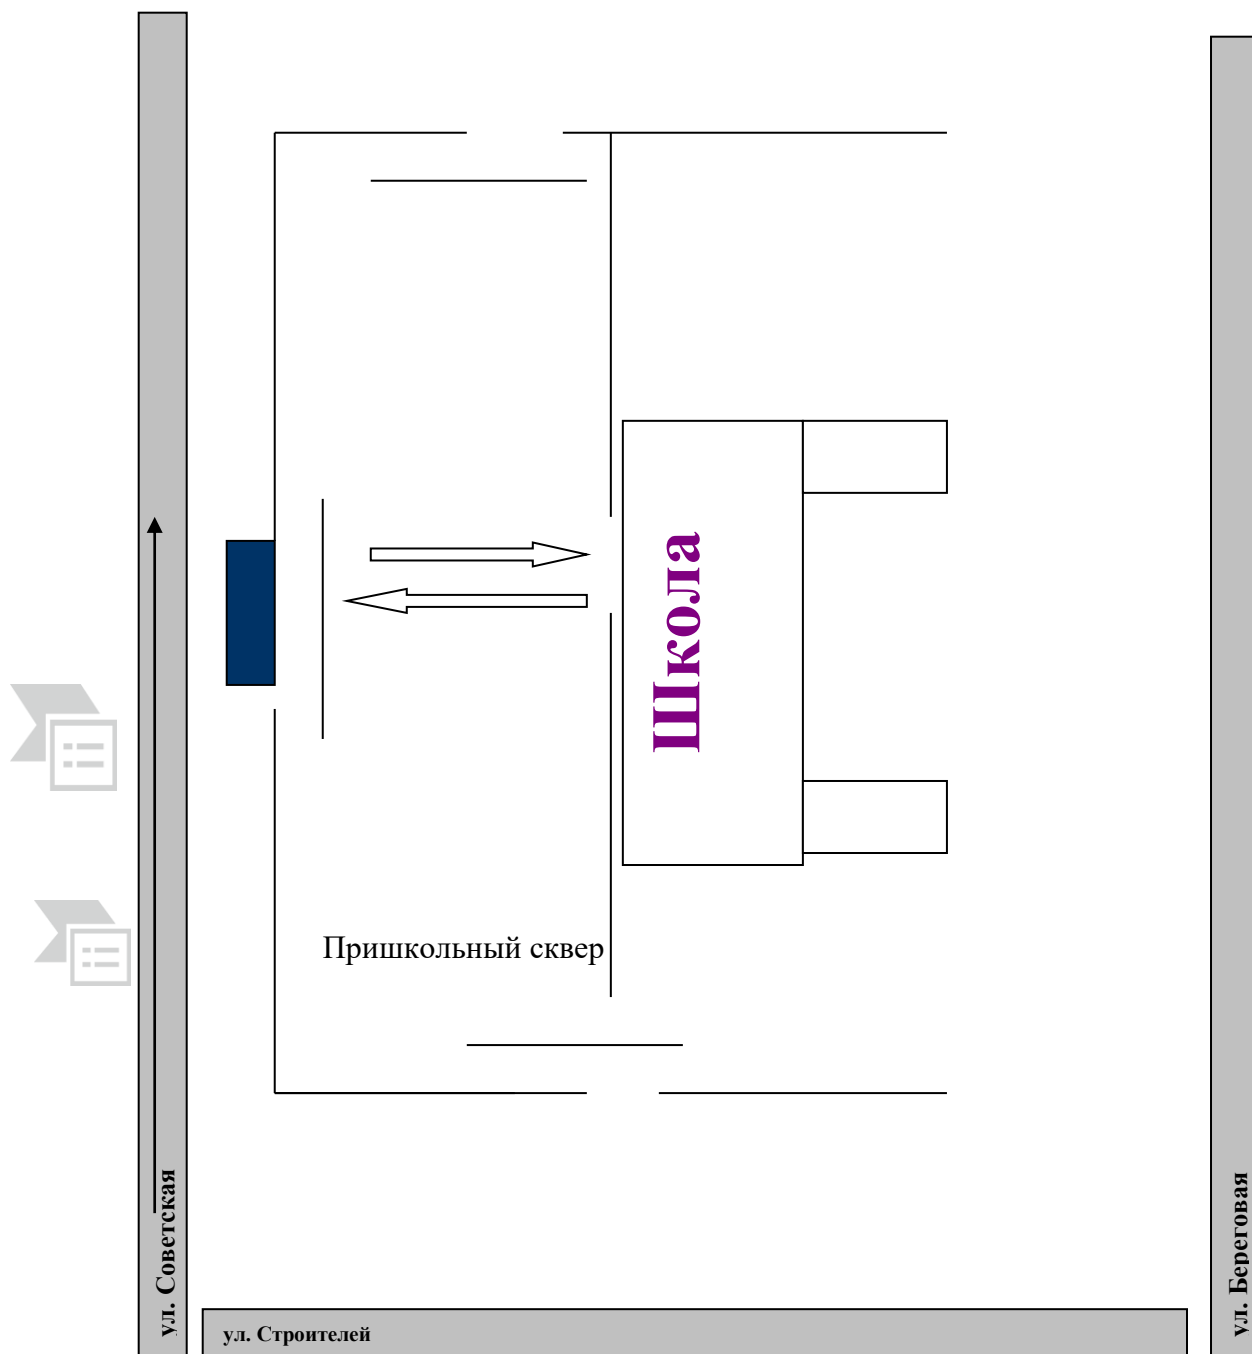 Школа
Пришкольный сквер
ул. Советская
ул. Береговая
ул. Строителей